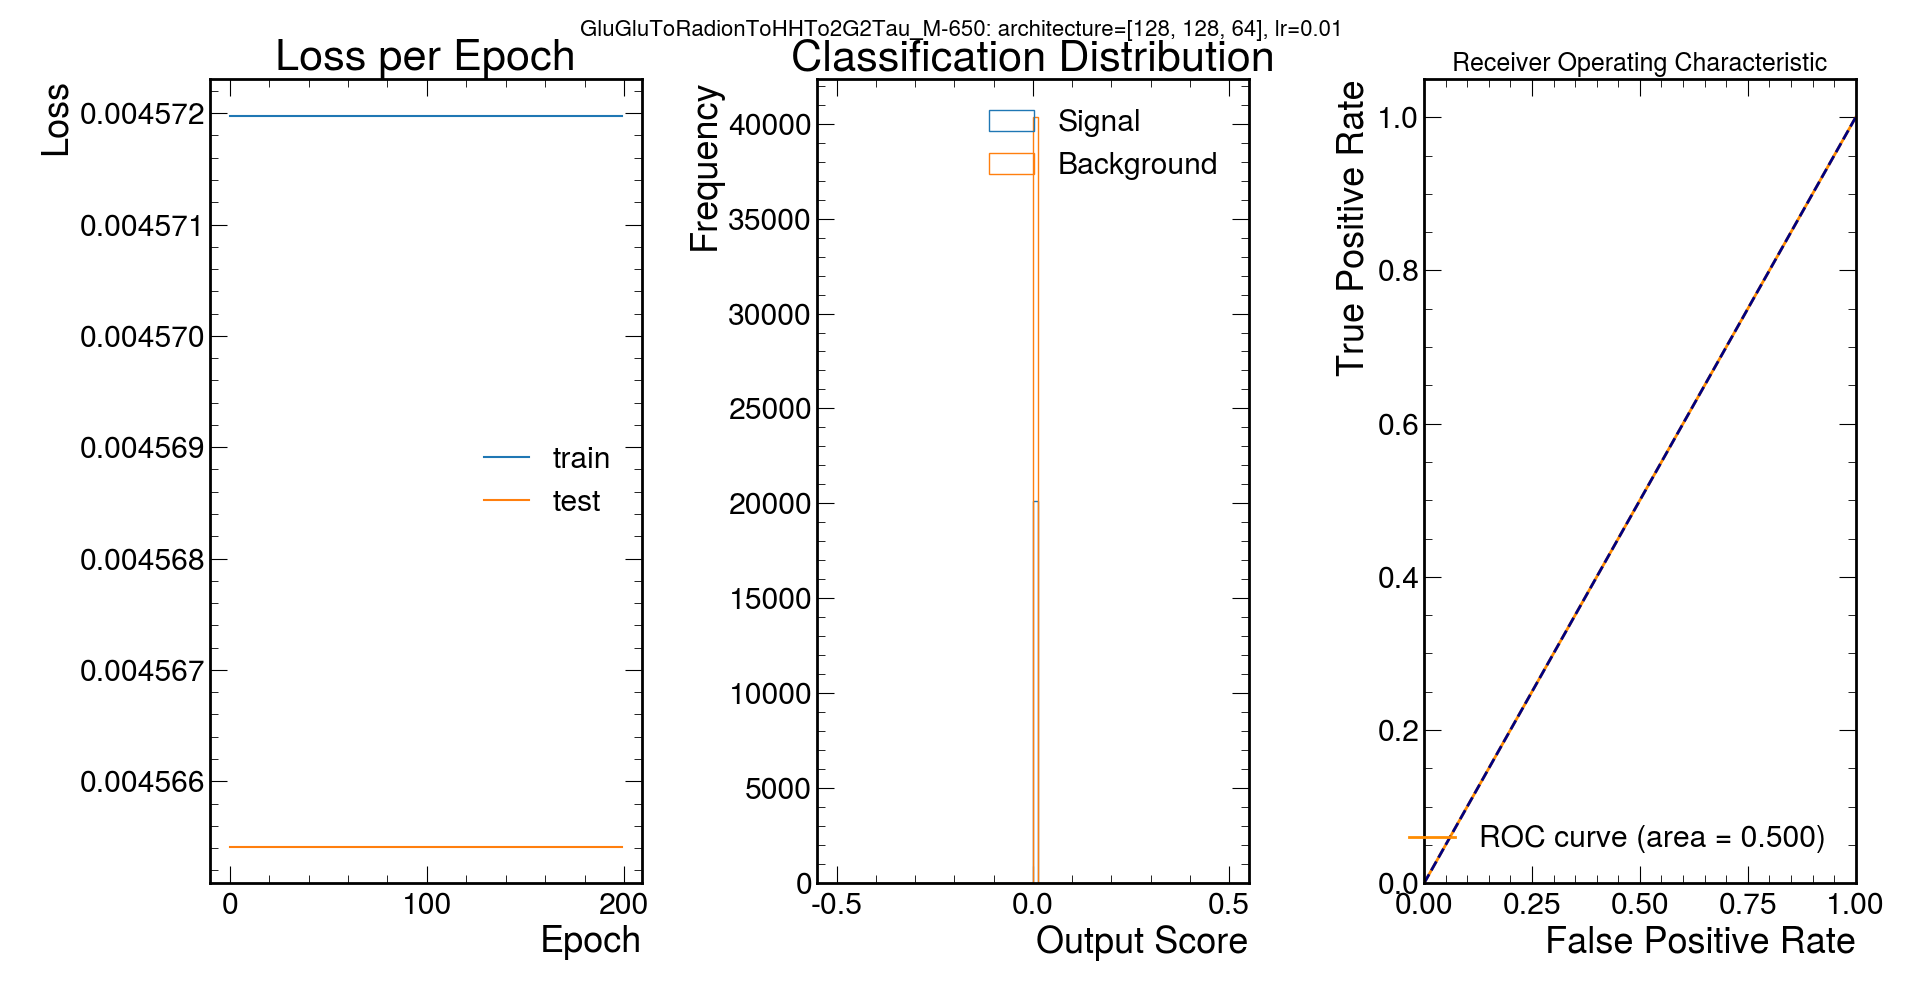 GluGluToRadionToHHTo2G2Tau_M-650: architecture=[128, 128, 64], lr=0.01
Loss per Epoch
Loss
0.004572
0.004571
0.004570
0.004569
0.004568
0.004567
0.004566
train
test
0
100
200
Epoch
Classification Distribution
Frequency
40000
35000
30000
25000
20000
15000
10000
5000
0
Signal
Background
-0.5
0.0
0.5
Output Score
Receiver Operating Characteristic
True Positive Rate
1.0
0.8
0.6
0.4
0.2
0.0
ROC curve (area = 0.500)
0.00
0.25
0.50
0.75
1.00
False Positive Rate